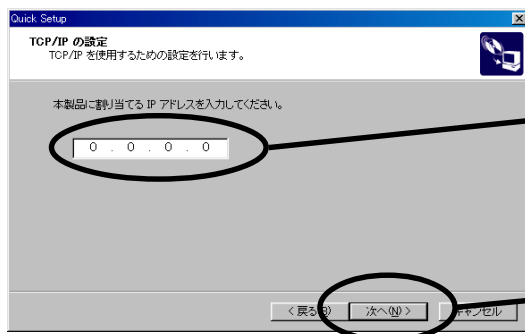 Quick Setup
TCP/IP の設定
TCP/IP を使用するための設定を行います。
本製品に割り当てる IP アドレスを入力してください。
0 . 0 . 0 . 0
< 戻る(B) 次へ(N) > キャンセル